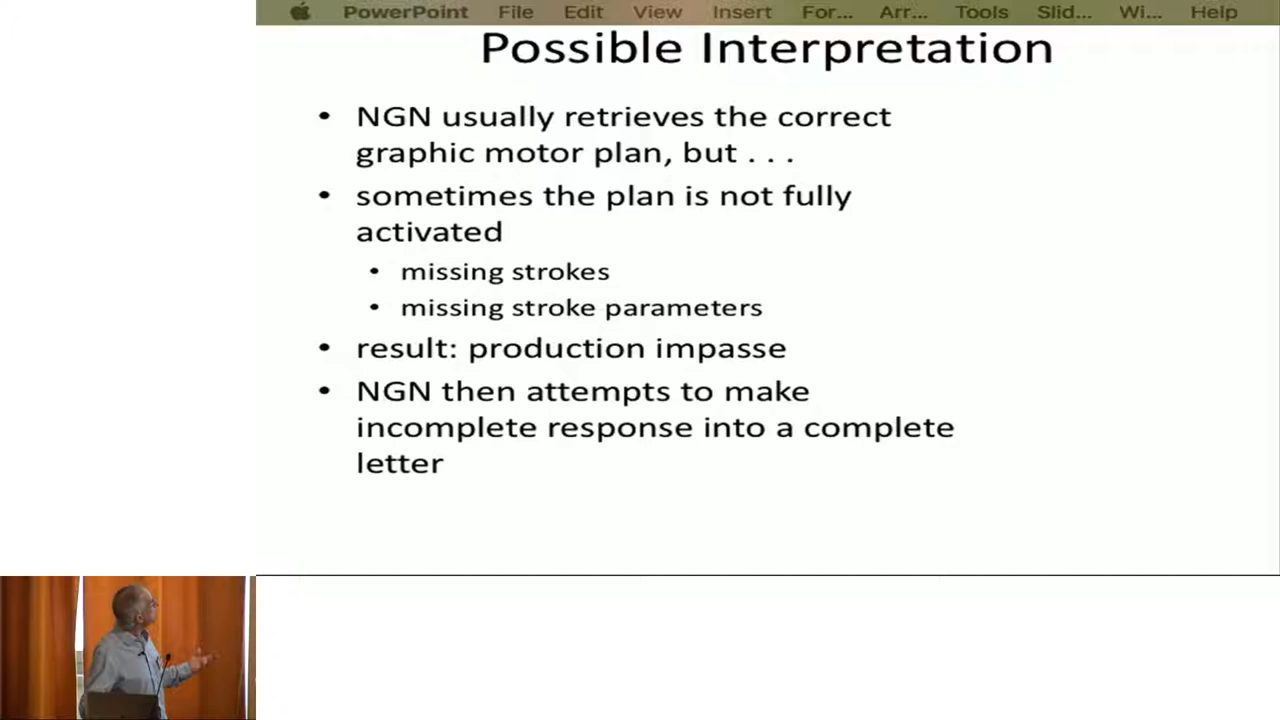 PowerPoint File Edit View Insert For... Arr... Tools Slid... Wi... Help
Possible Interpretation
• NGN usually retrieves the correct
graphic motor plan, but . . .
• sometimes the plan is not fully
activated
• missing strokes
• missing stroke parameters
• result: production impasse
• NGN then attempts to make
incomplete response into a complete
letter